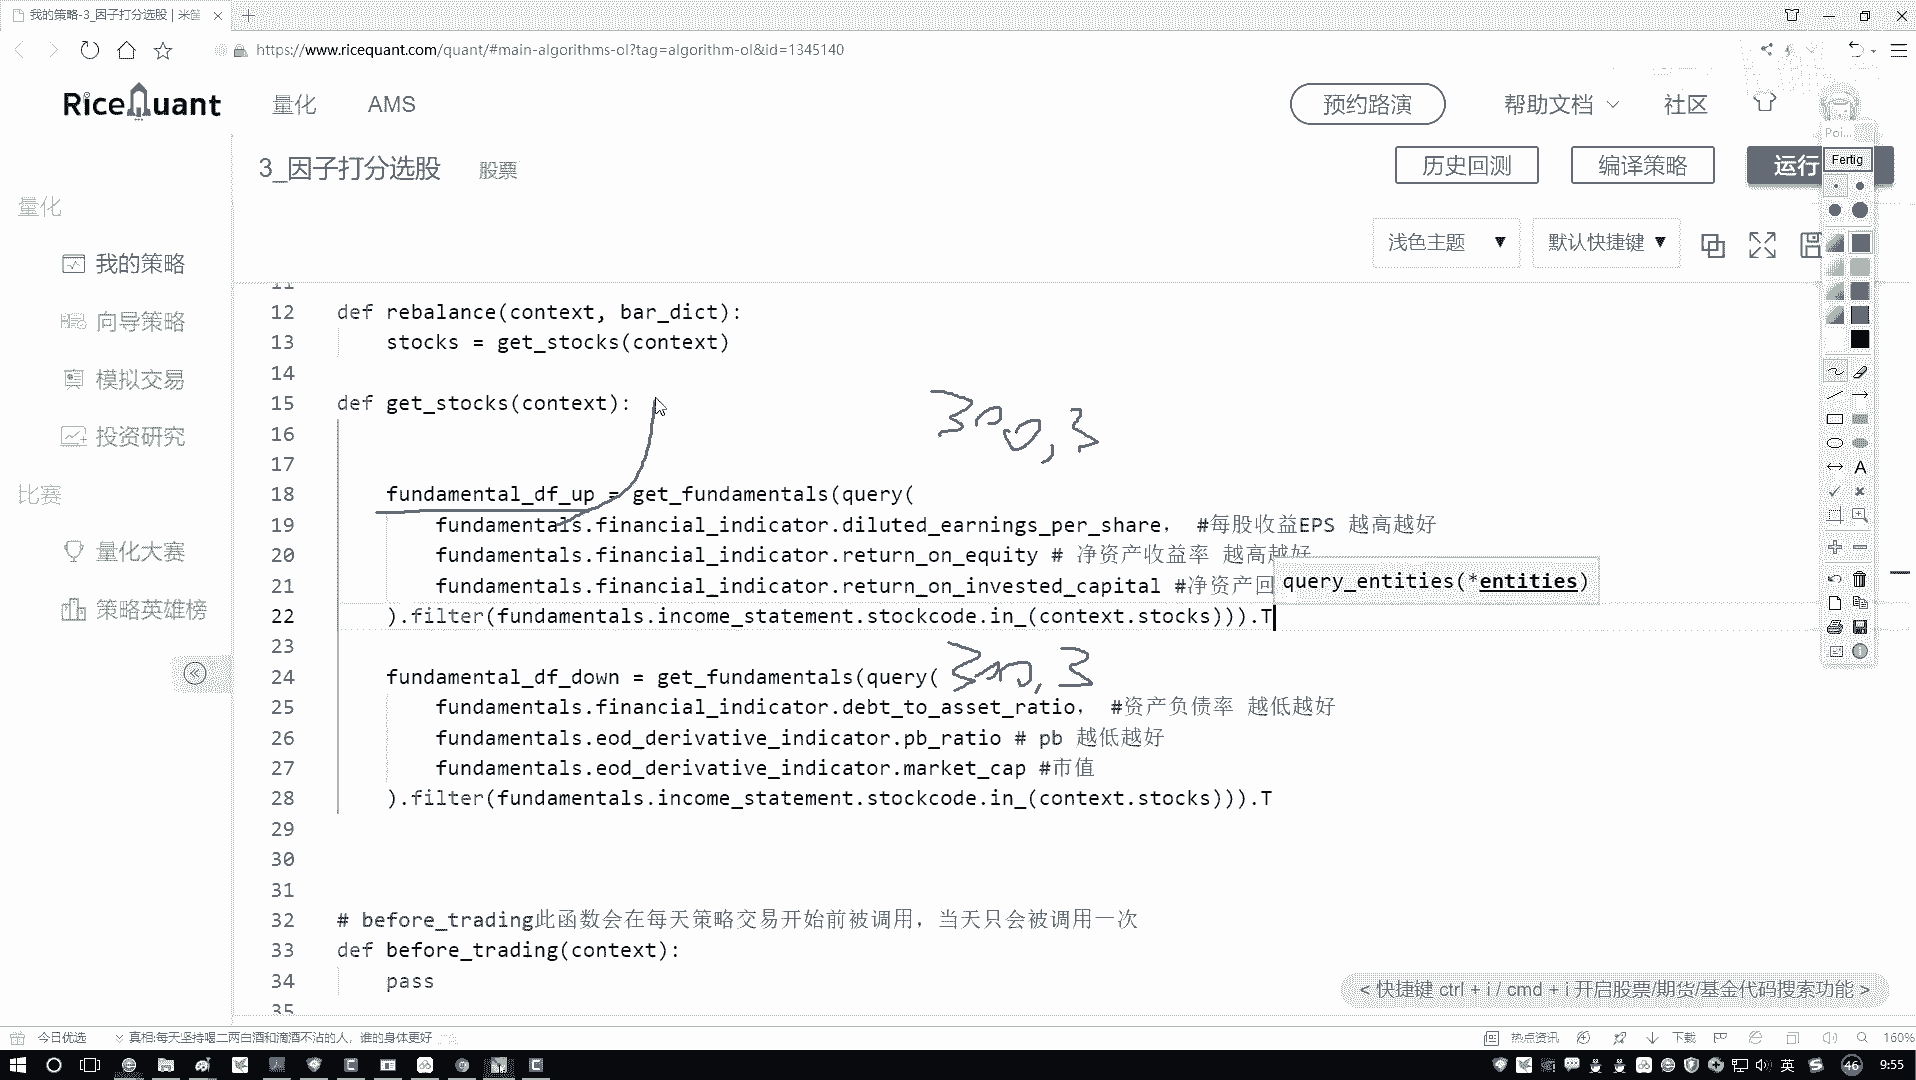 我的策略-3_因子打分选股 | 米筐
https://www.ricequant.com/quant/#main-algorithms-ol?tag=algorithm-ol&id=1345140
RiceQuant
量化
AMS
预约路演
帮助文档
社区
Poi...
3_因子打分选股
股票
历史回测
编译策略
运行
Fertig
量化
我的策略
向导策略
模拟交易
投资研究
比赛
量化大赛
策略英雄榜
浅色主题 ▼
默认快捷键 ▼
11
12 def rebalance(context, bar_dict):
13 stocks = get_stocks(context)
14
15 def get_stocks(context):
300,3
16
17
18 fundamental_df_up = get_fundamentals(query(
19 fundamentals.financial_indicator.diluted_earnings_per_share, #每股收益EPS 越高越好
20 fundamentals.financial_indicator.return_on_equity # 净资产收益率 越高越好
21 fundamentals.financial_indicator.return_on_invested_capital #净资产回
query_entities(*entities)
22 ).filter(fundamentals.income_statement.stockcode.in_(context.stocks))).T
23
24 fundamental_df_down = get_fundamentals(query(
300,3
25 fundamentals.financial_indicator.debt_to_asset_ratio, #资产负债率 越低越好
26 fundamentals.eod_derivative_indicator.pb_ratio # pb 越低越好
27 fundamentals.eod_derivative_indicator.market_cap #市值
28 ).filter(fundamentals.income_statement.stockcode.in_(context.stocks))).T
29
30
31
32 # before_trading此函数会在每天策略交易开始前被调用，当天只会被调用一次
33 def before_trading(context):
34 pass
35
< 快捷键 ctrl + i / cmd + i 开启股票/期货/基金代码搜索功能 >
今日优选
真相:每天坚持喝二两白酒和滴酒不沾的人，谁的身体更好
热点资讯
下载
160%
英
46
9:55